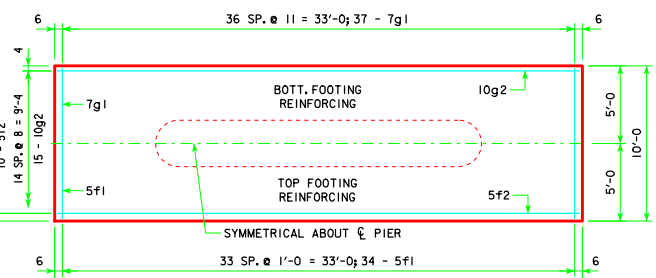 6
36 SP. @ 11 = 33'-0; 37 - 7g1
6
4
BOTT. FOOTING
REINFORCING
10g2
7g1
14 SP. @ 8 = 9'-4
15 - 10g2
5'-0
10'-0
5'-0
TOP FOOTING
REINFORCING
5f1
5f2
SYMMETRICAL ABOUT ℄ PIER
6
33 SP. @ 1'-0 = 33'-0; 34 - 5f1
6